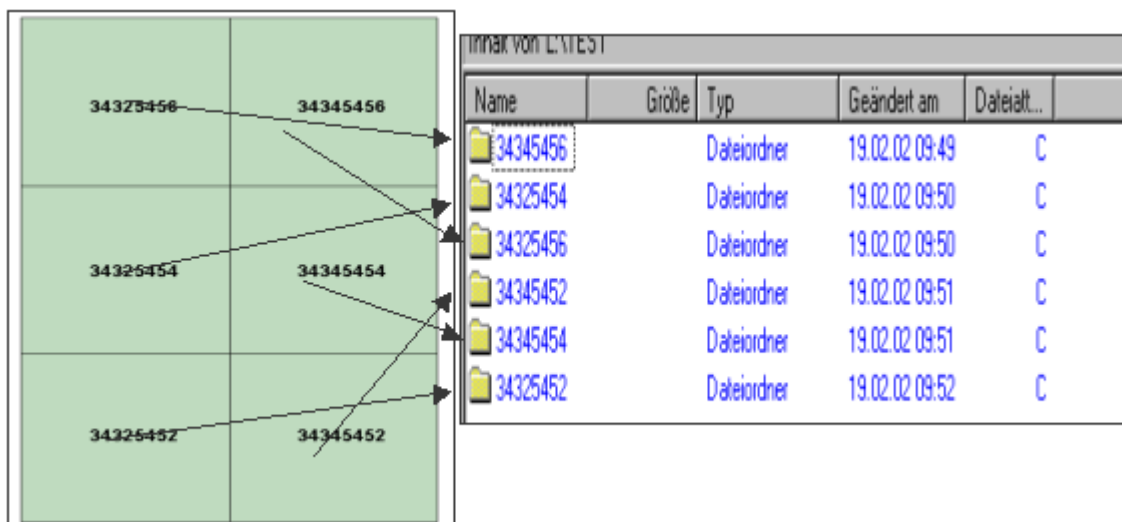 34325456 34345456
34325454 34345454
34325452 34345452
Inhalt von L:\TEST
Name Größe Typ Geändert am Dateiatt...
34345456 Dateiordner 19.02.02 09:49 C
34325454 Dateiordner 19.02.02 09:50 C
34325456 Dateiordner 19.02.02 09:50 C
34345452 Dateiordner 19.02.02 09:51 C
34345454 Dateiordner 19.02.02 09:51 C
34325452 Dateiordner 19.02.02 09:52 C